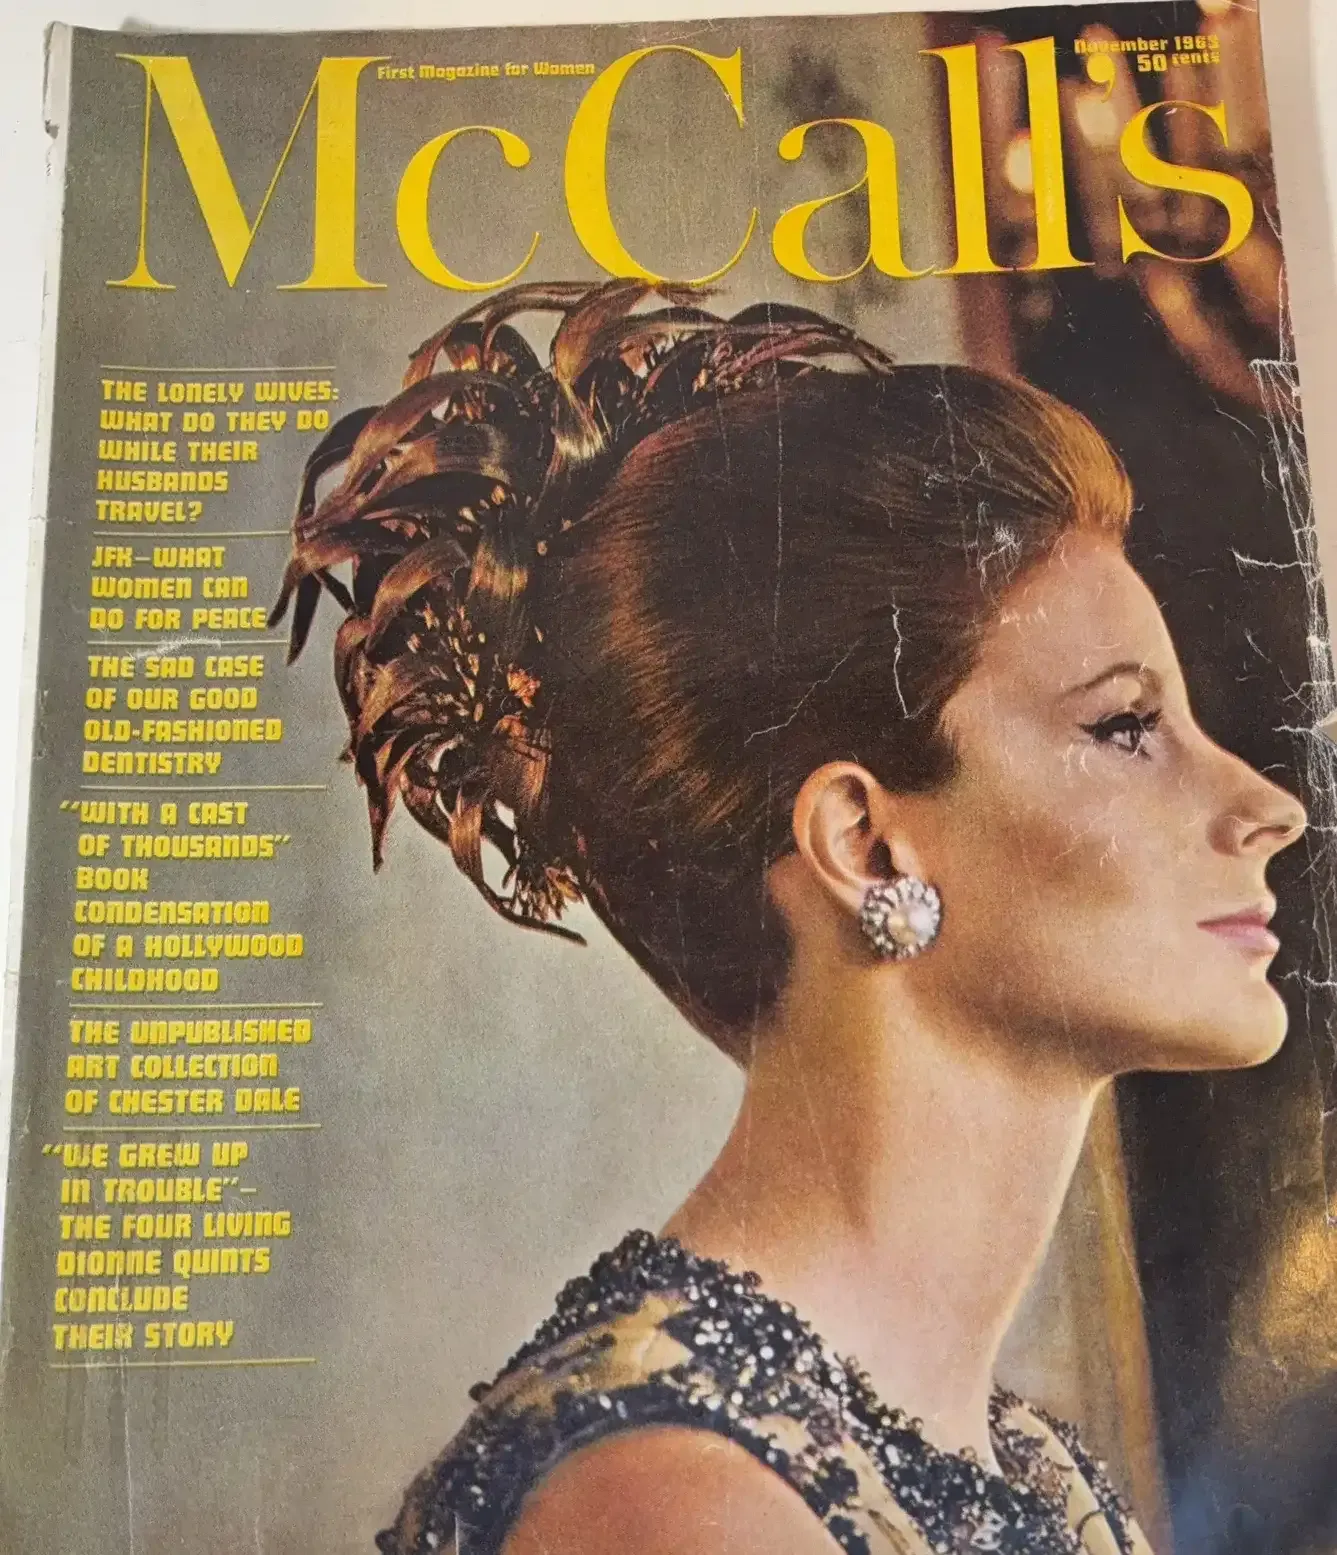 McCall's
First Magazine for Women
November 1963
50 cents
THE LONELY WIVES:
WHAT DO THEY DO
WHILE THEIR
HUSBANDS
TRAVEL?
JFK—WHAT
WOMEN CAN
DO FOR PEACE
THE SAD CASE
OF OUR GOOD
OLD-FASHIONED
DENTISTRY
“WITH A CAST
OF THOUSANDS”
BOOK
CONDENSATION
OF A HOLLYWOOD
CHILDHOOD
THE UNPUBLISHED
ART COLLECTION
OF CHESTER DALE
“WE GREW UP
IN TROUBLE”—
THE FOUR LIVING
DIONNE QUINTS
CONCLUDE
THEIR STORY